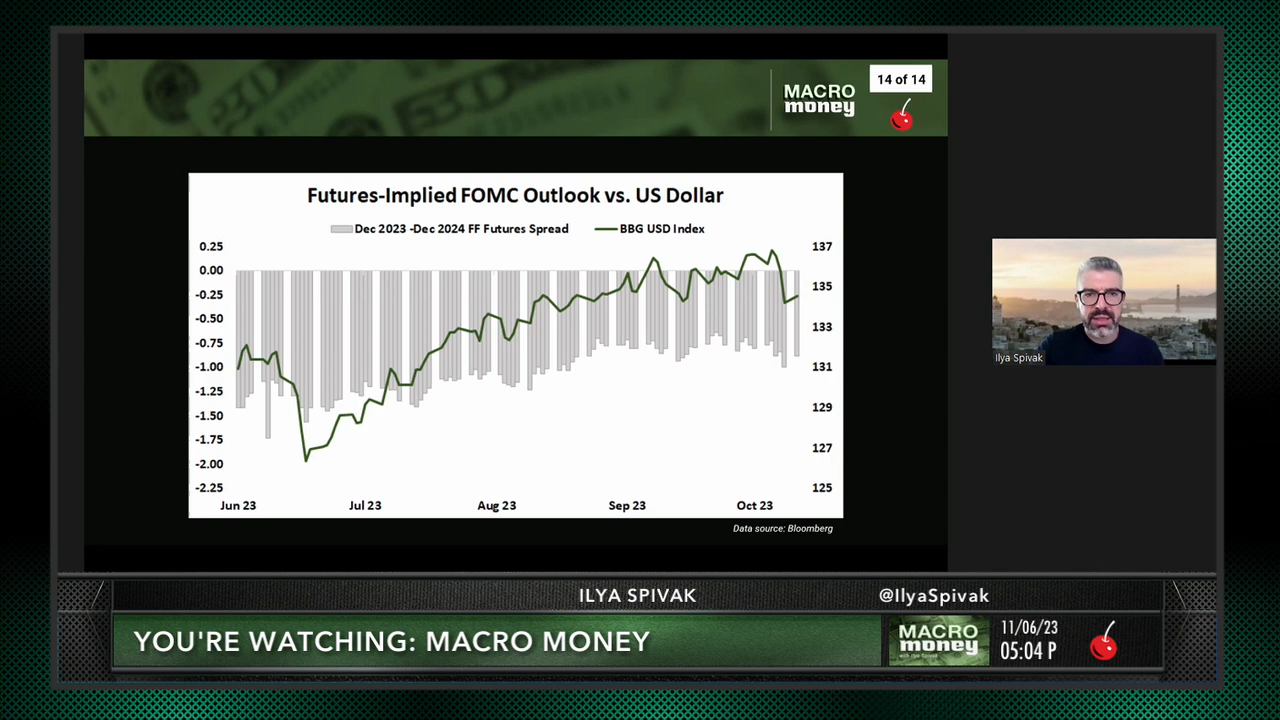 MACRO
money
14 of 14
Futures-Implied FOMC Outlook vs. US Dollar
Dec 2023 -Dec 2024 FF Futures Spread
BBG USD Index
0.25
0.00
-0.25
-0.50
-0.75
-1.00
-1.25
-1.50
-1.75
-2.00
-2.25
137
135
133
131
129
127
125
Jun 23
Jul 23
Aug 23
Sep 23
Oct 23
Data source: Bloomberg
Ilya Spivak
ILYA SPIVAK
@IlyaSpivak
YOU'RE WATCHING: MACRO MONEY
MACRO
money
with Ilya Spivak
11/06/23
05:04 P